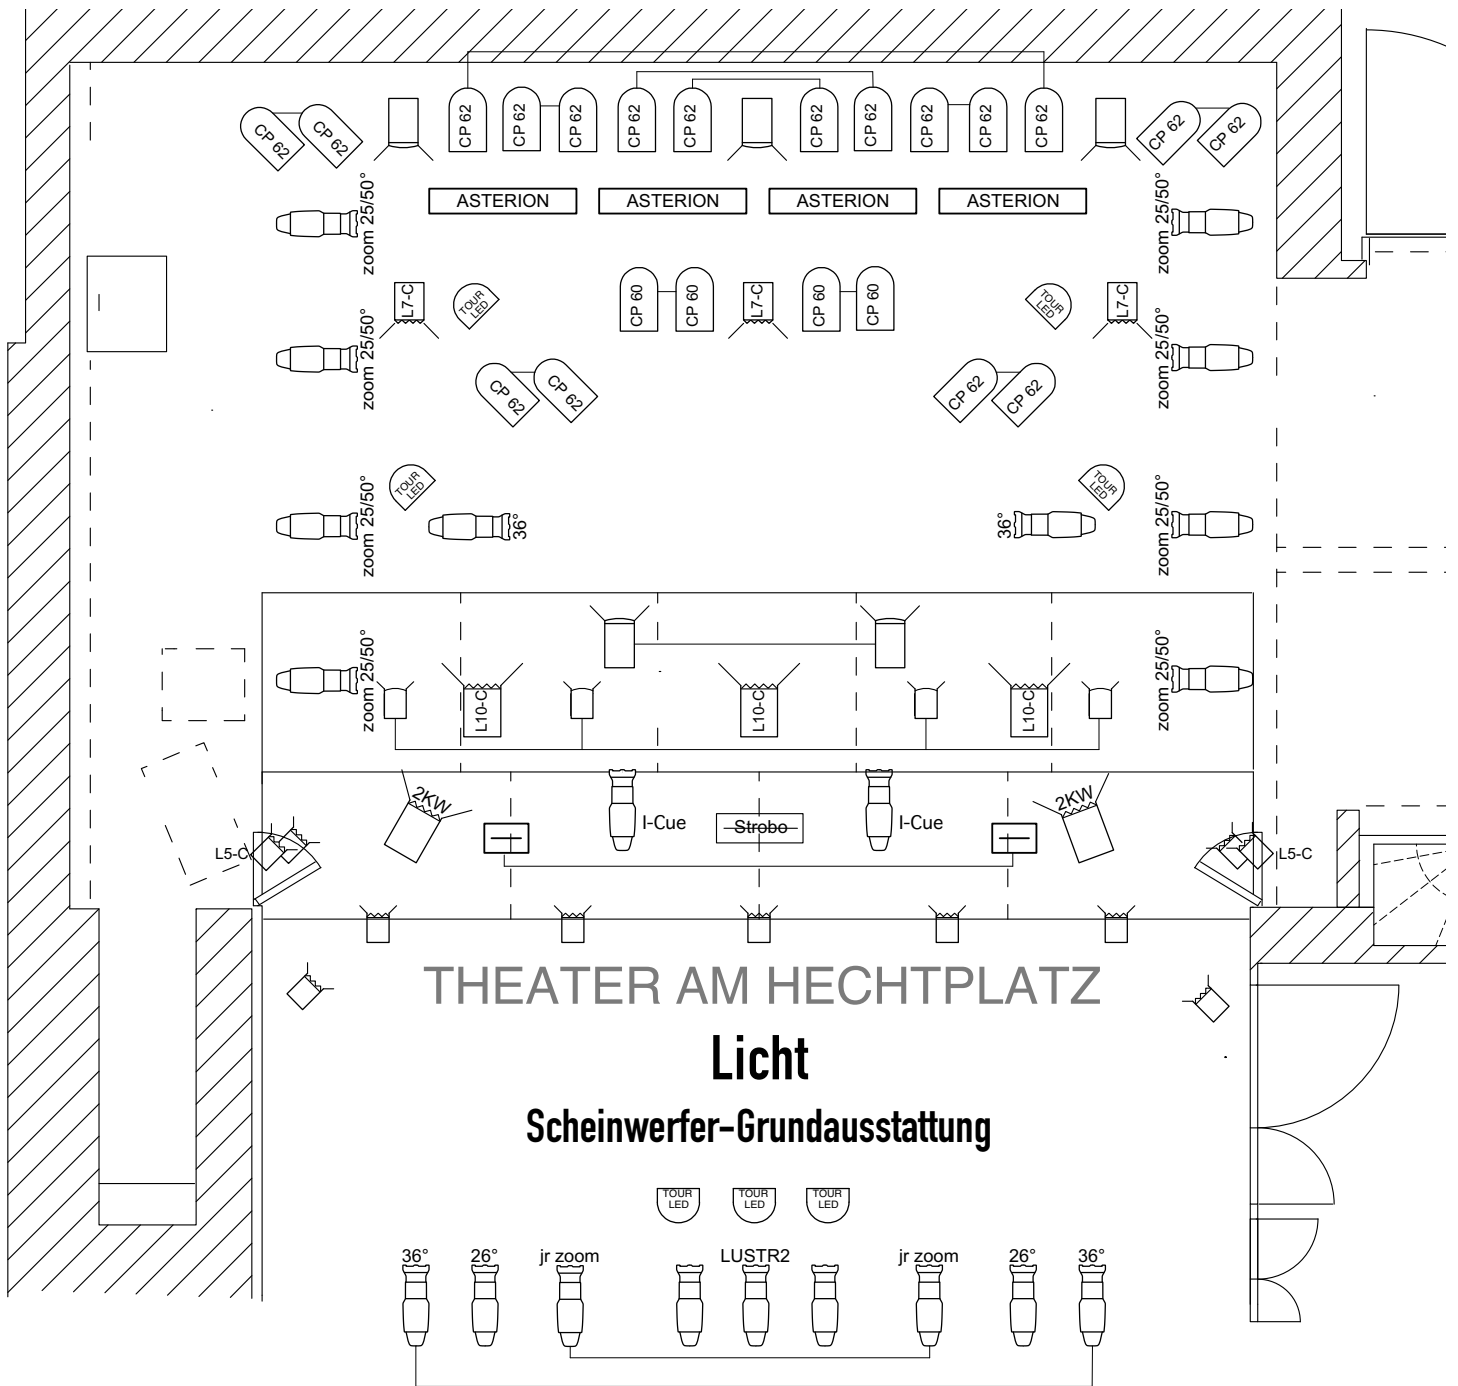 CP 62 CP 62 CP 62 CP 62 CP 62 CP 62 CP 62 CP 62 CP 62 CP 62 CP 62 CP 62 CP 62 CP 62
ASTERION ASTERION ASTERION ASTERION
zoom 25/50° zoom 25/50°
L7-C TOUR LED CP 60 CP 60 L7-C CP 60 CP 60 TOUR LED L7-C
zoom 25/50° zoom 25/50°
CP 62 CP 62 CP 62 CP 62
TOUR LED TOUR LED
zoom 25/50° 36° 36° zoom 25/50°
zoom 25/50° L10-C L10-C L10-C zoom 25/50°
2KW I-Cue Strobo I-Cue 2KW
L5-C L5-C
THEATER AM HECHTPLATZ
Licht
Scheinwerfer-Grundausstattung
TOUR LED TOUR LED TOUR LED
36° 26° jr zoom LUSTR2 jr zoom 26° 36°